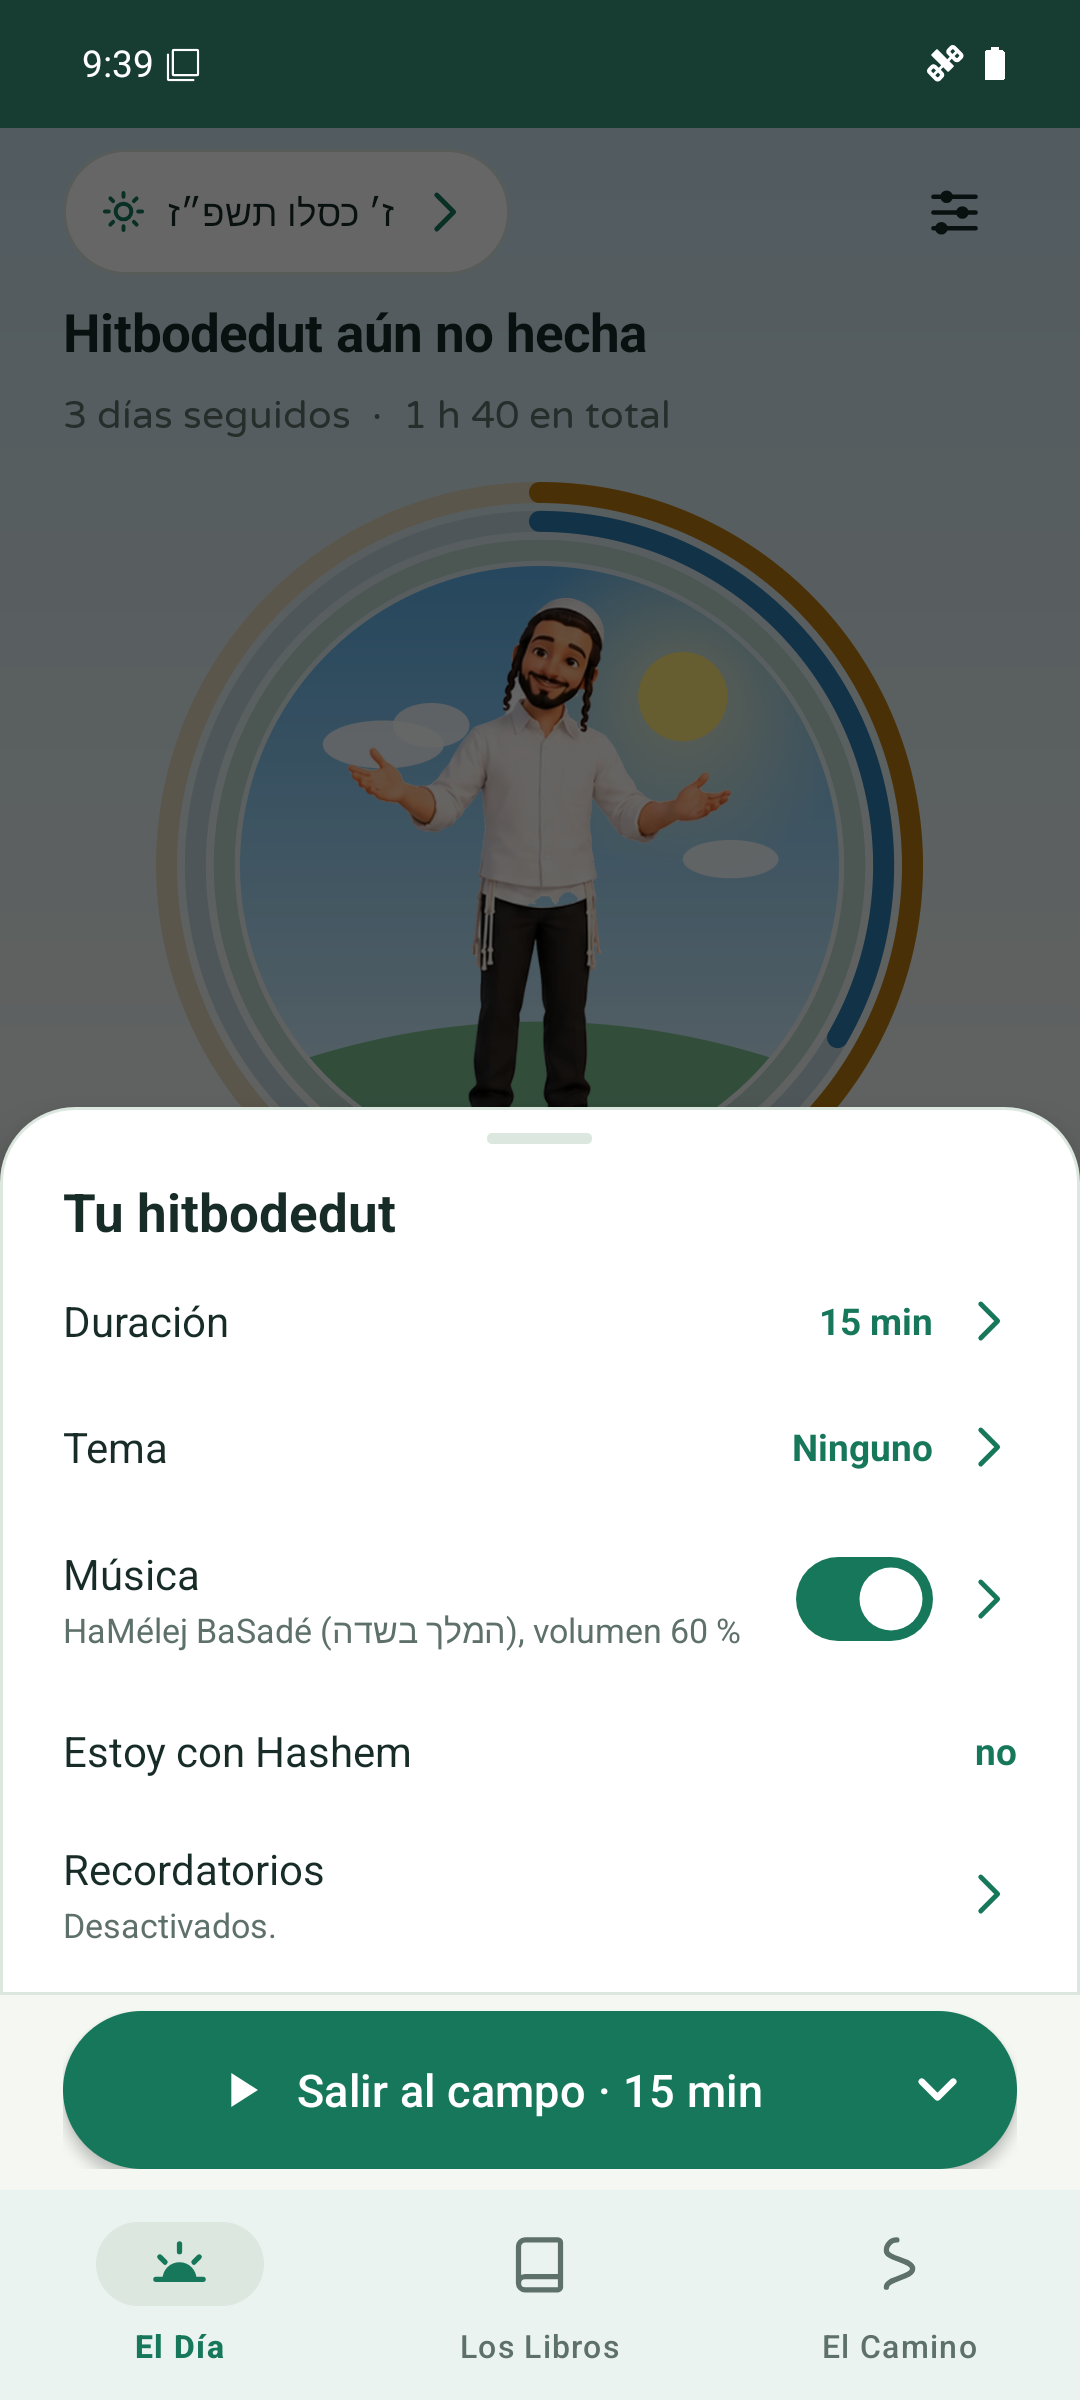 9:39
ז׳ כסלו תשפ״ז
Hitbodedut aún no hecha
3 días seguidos · 1 h 40 en total
Tu hitbodedut
Duración 15 min
Tema Ninguno
Música
HaMélej BaSadé (המלך בשדה), volumen 60 %
Estoy con Hashem no
Recordatorios
Desactivados.
Salir al campo · 15 min
El Día Los Libros El Camino